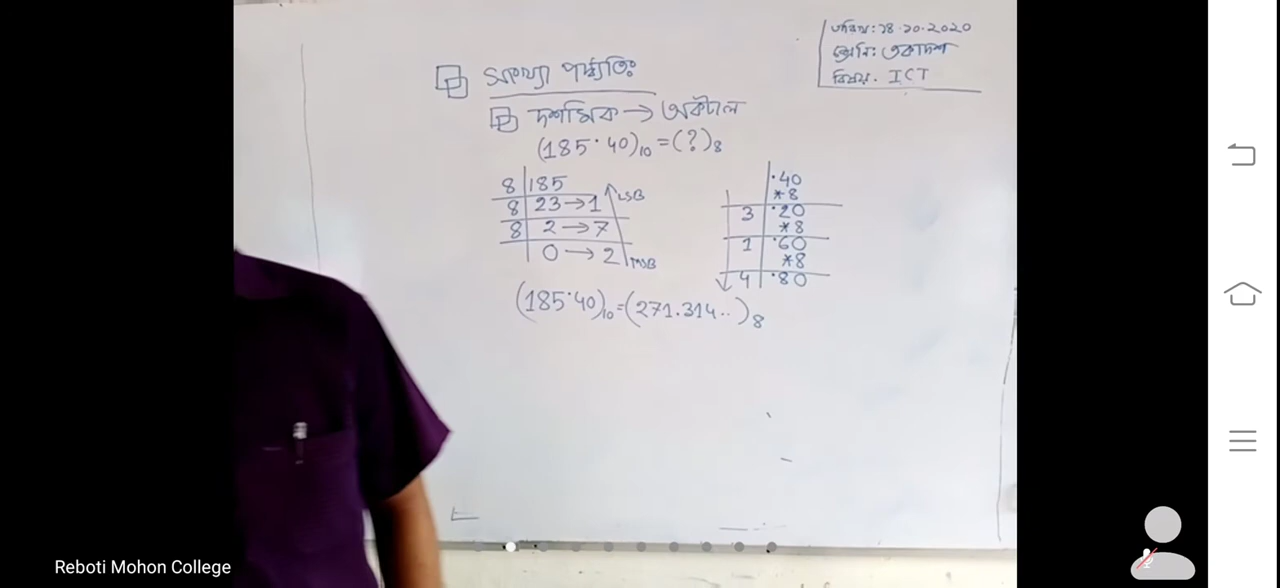 তারিখ: ১৪.১০.২০২০
শ্রেনি: একাদশ
বিষয়. ICT
সংখ্যা পদ্ধতিঃ
দশমিক → অকটাল
(185.40)10 = (?)8
8 185
8 23 → 1 LSB
8 2 → 7
0 → 2 MSB
.40
*8
3 .20
*8
1 .60
*8
4 .80
(185.40)10 = (271.314..)8
Reboti Mohon College